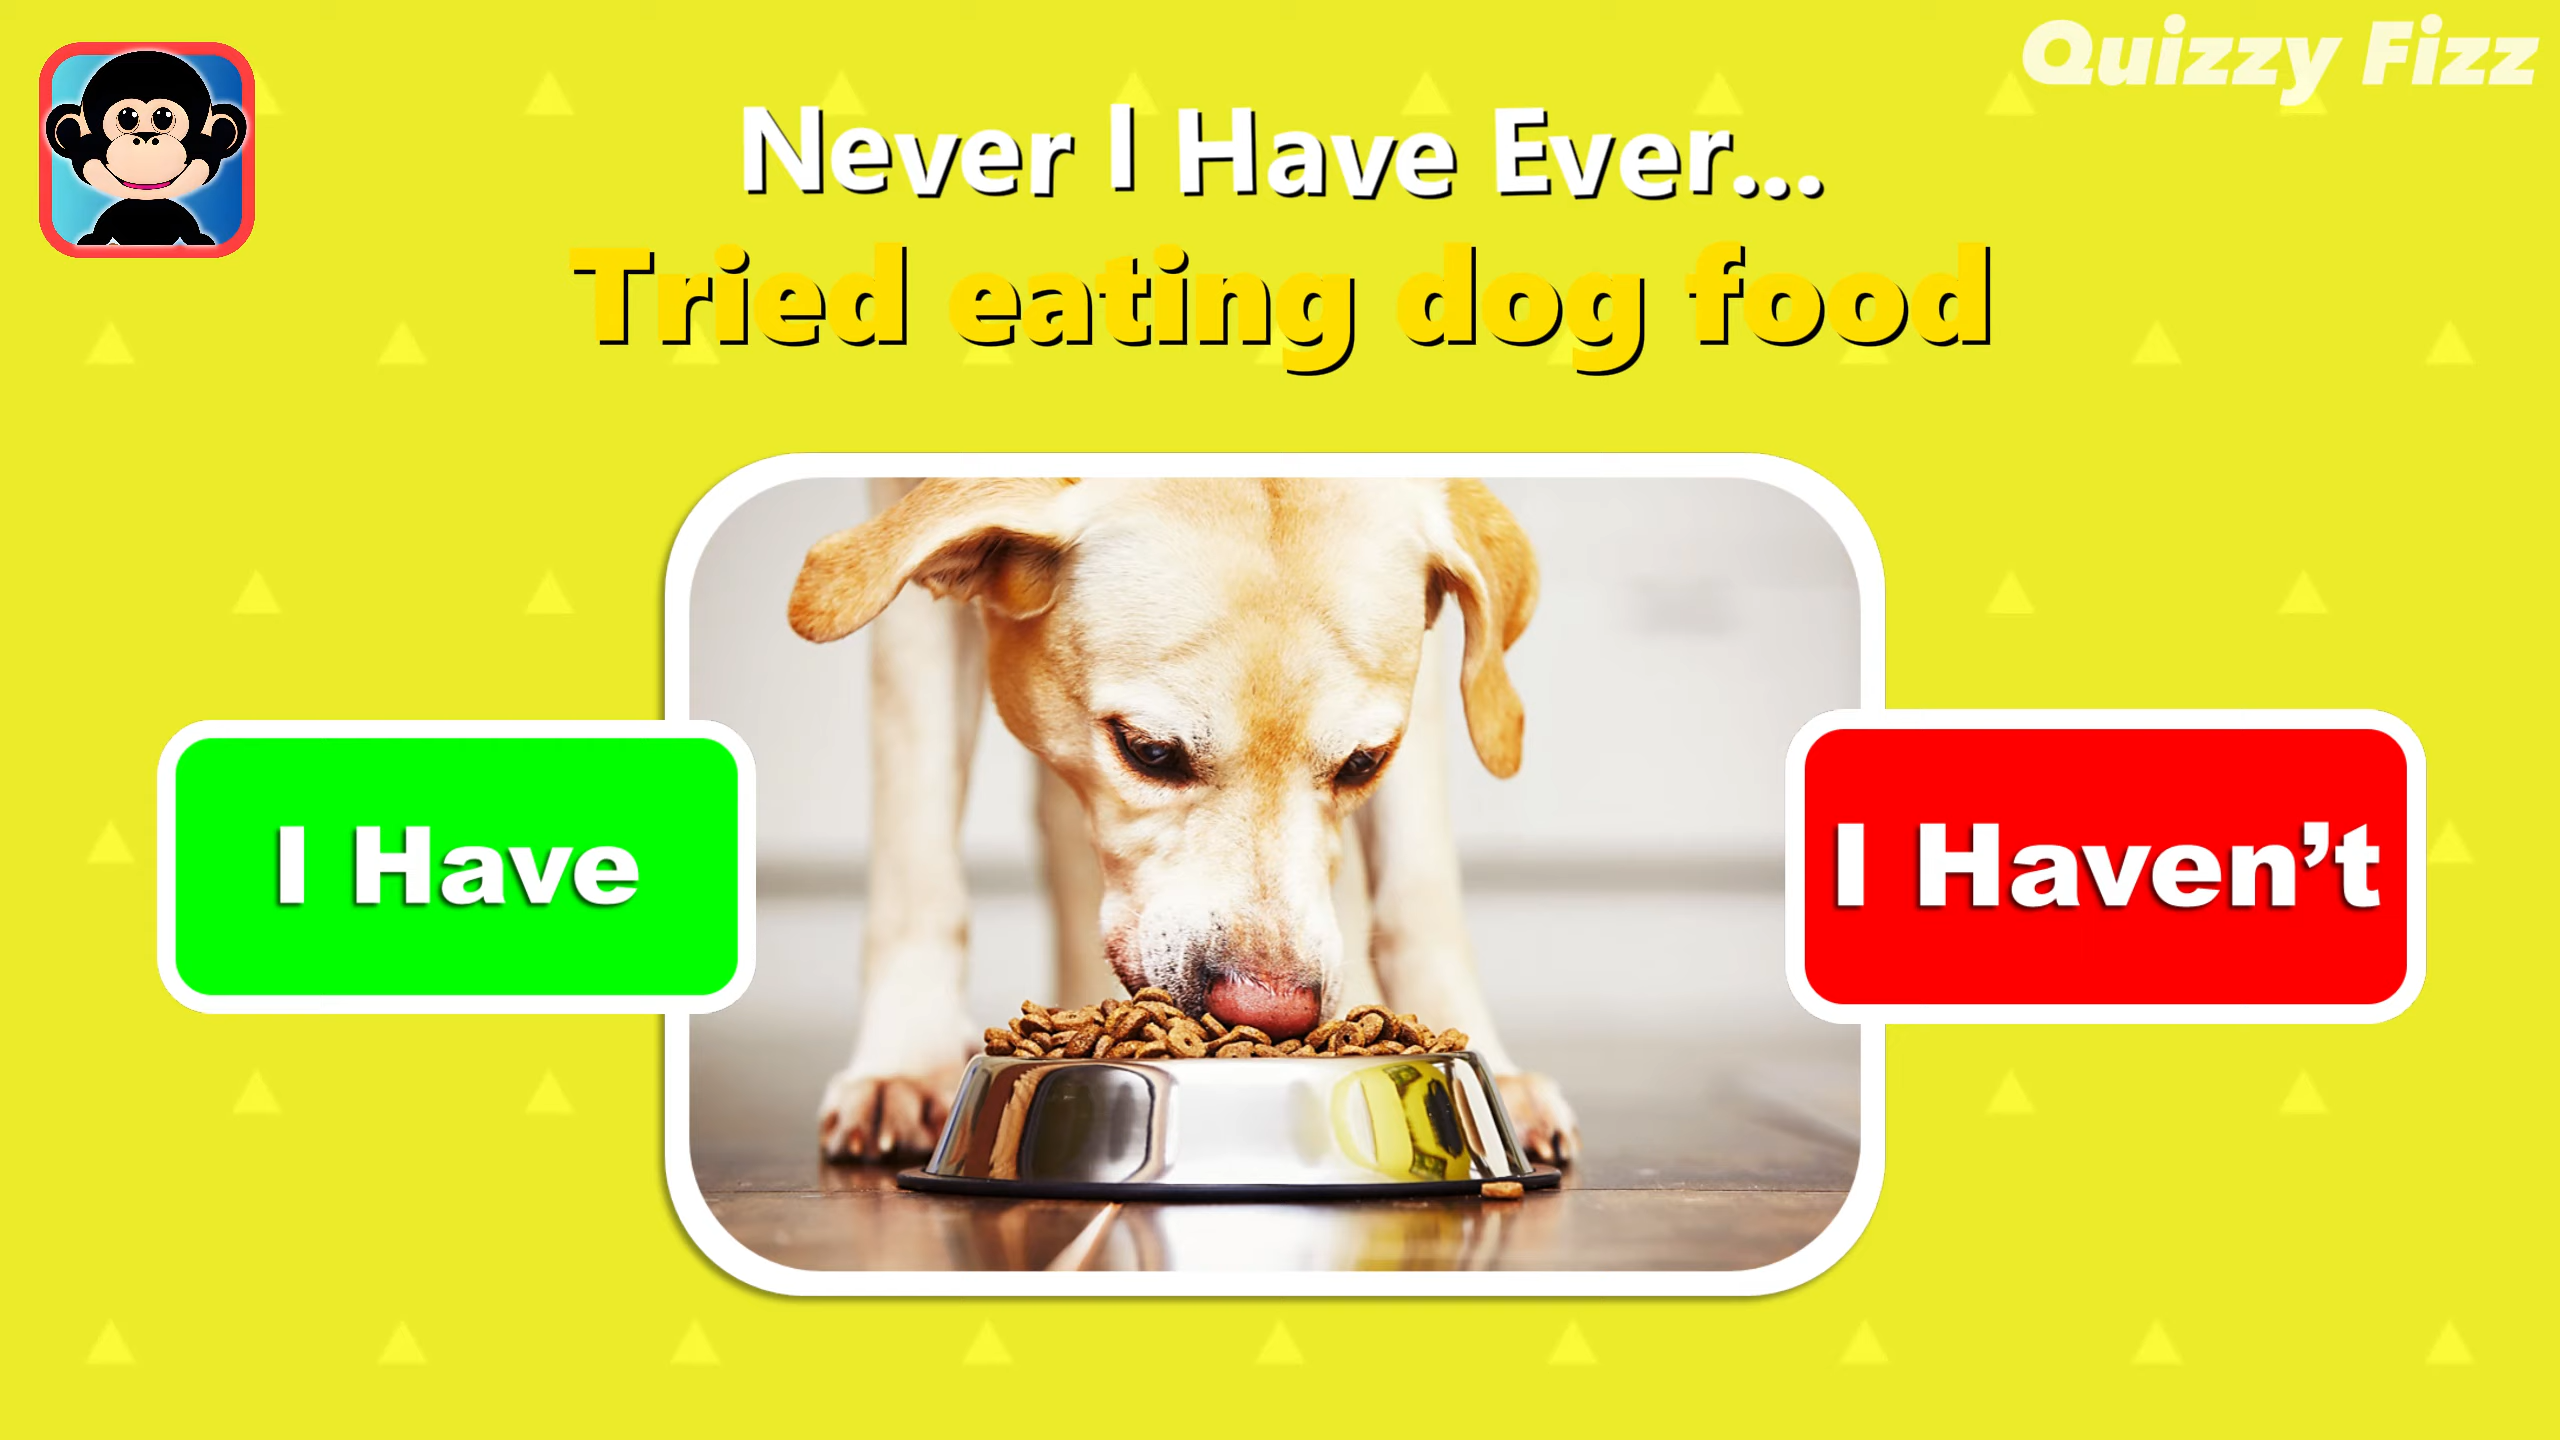 Quizzy Fizz
Never I Have Ever...
Tried eating dog food
I Have
I Haven’t